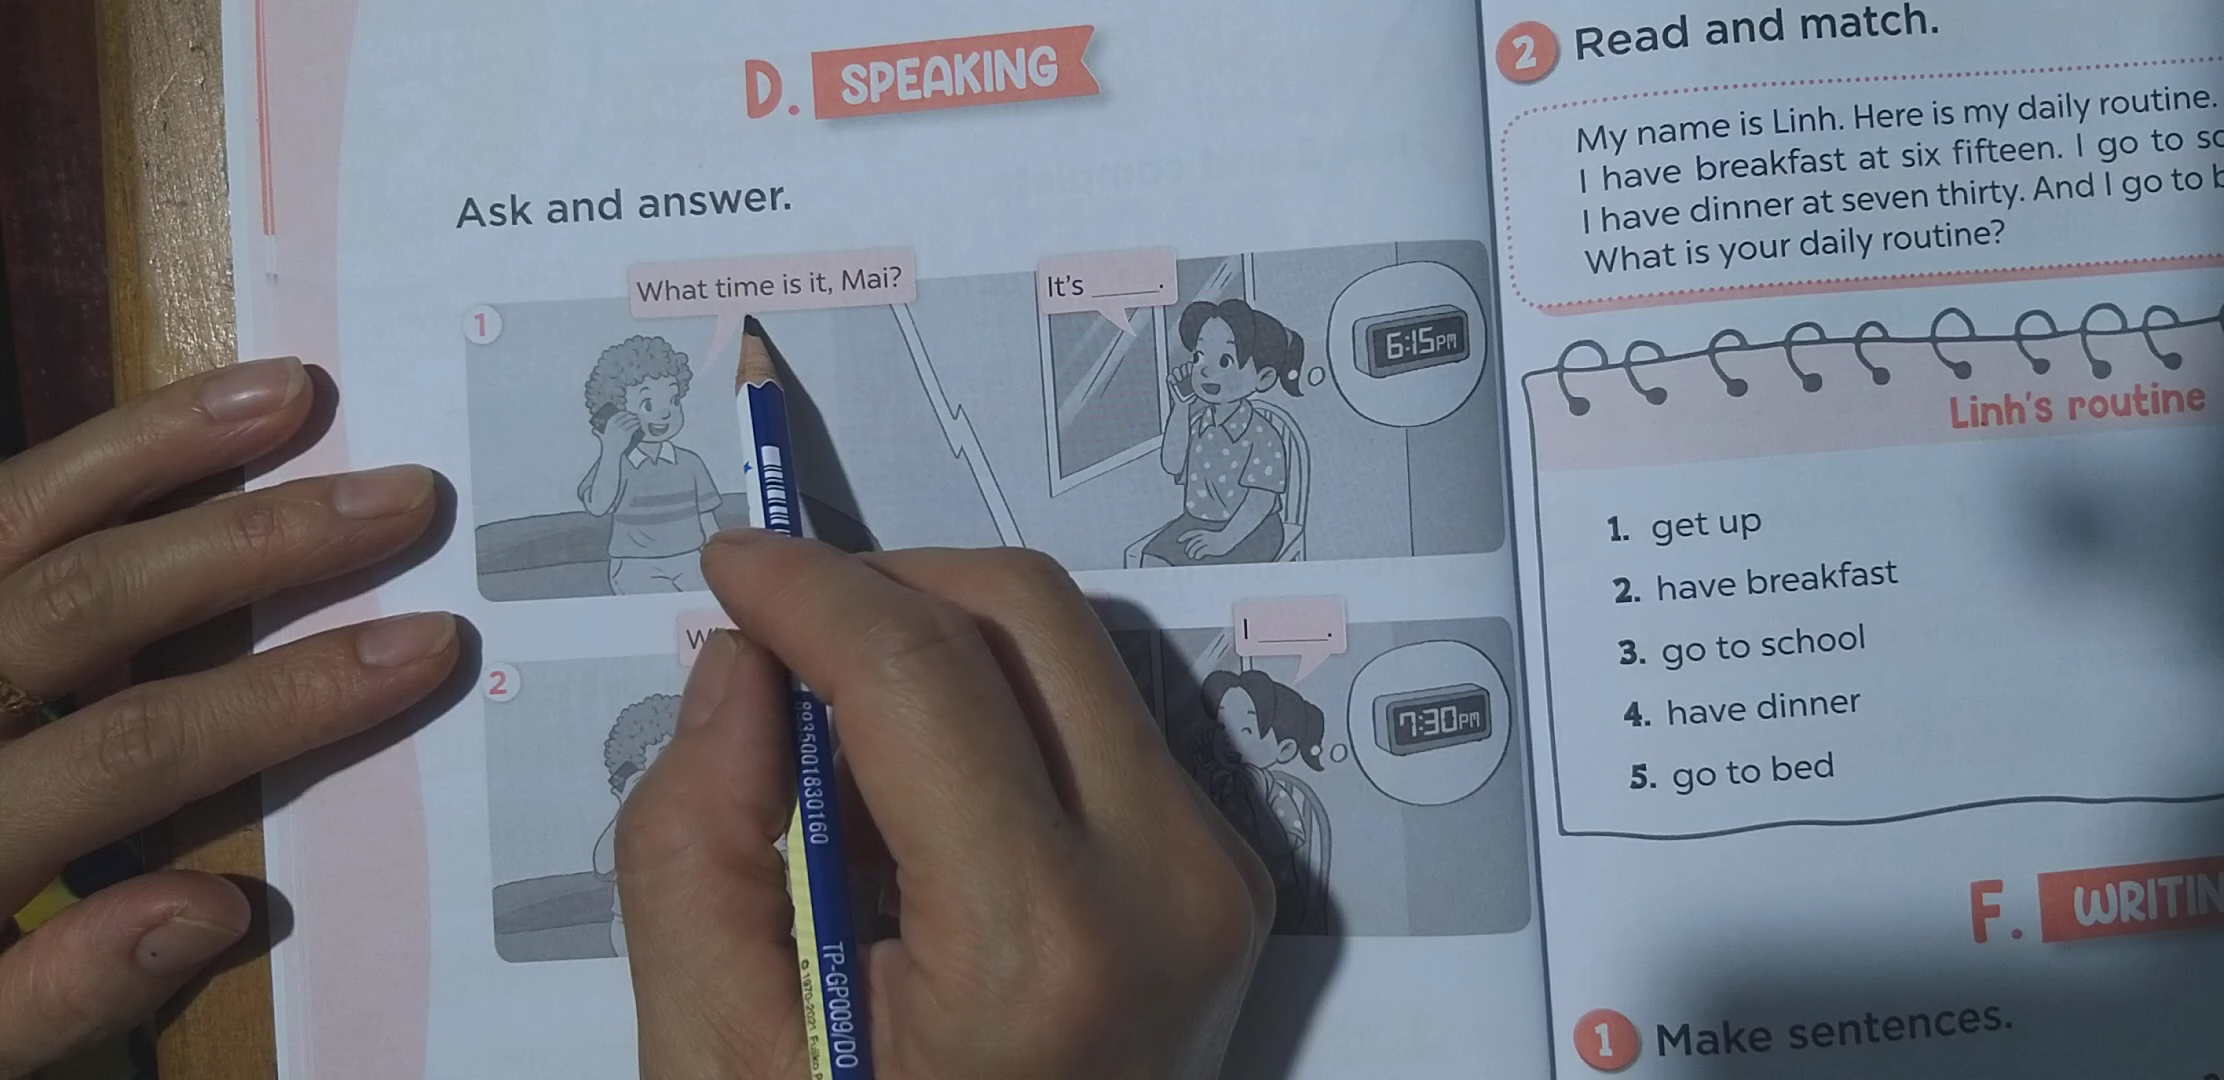 D. SPEAKING
Ask and answer.
1
What time is it, Mai?
It's ____.
6:15PM
2
I ____.
7:30PM
8935001830160
TP-GP009/D0
2 Read and match.
My name is Linh. Here is my daily routine.
I have breakfast at six fifteen. I go to
I have dinner at seven thirty. And I go to
What is your daily routine?
Linh's routine
1. get up
2. have breakfast
3. go to school
4. have dinner
5. go to bed
F.
1 Make sentences.